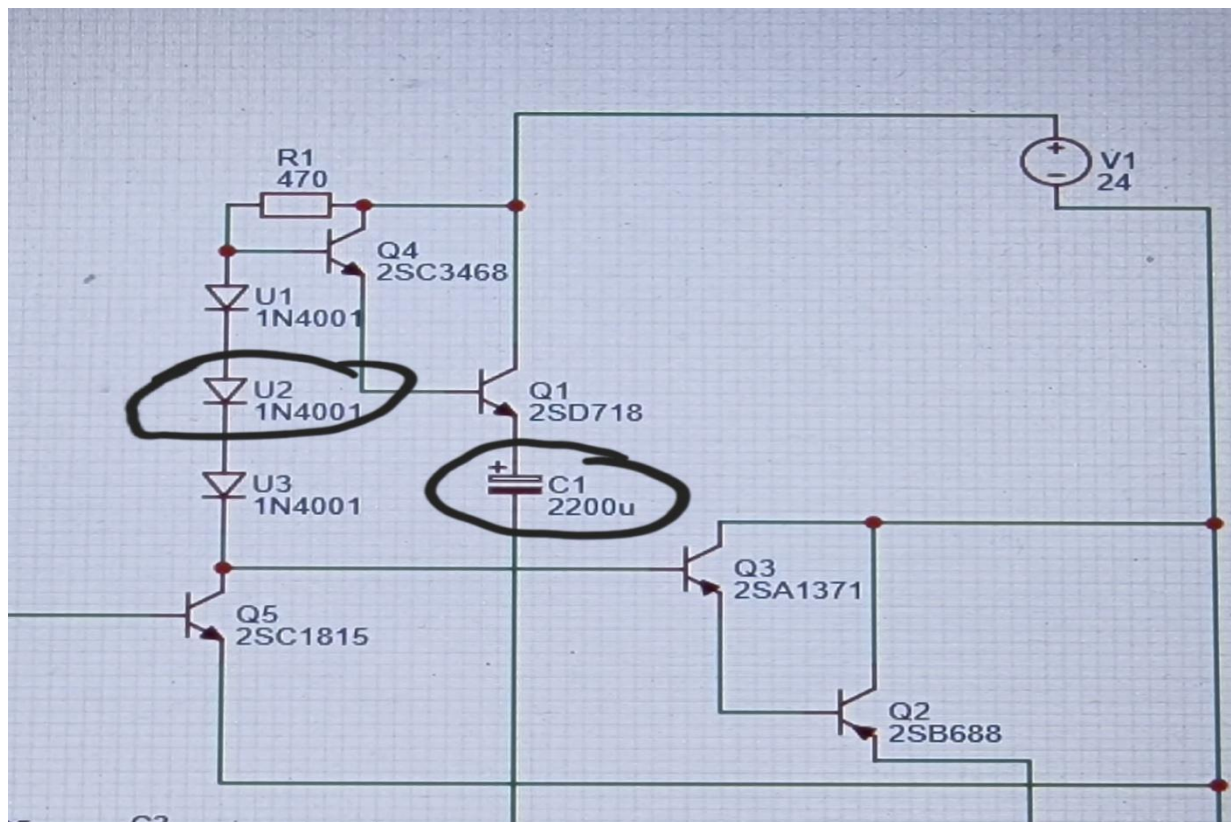 R1
470
V1
24
Q4
2SC3468
U1
1N4001
U2
1N4001
Q1
2SD718
U3
1N4001
C1
2200u
Q3
2SA1371
Q5
2SC1815
Q2
2SB688